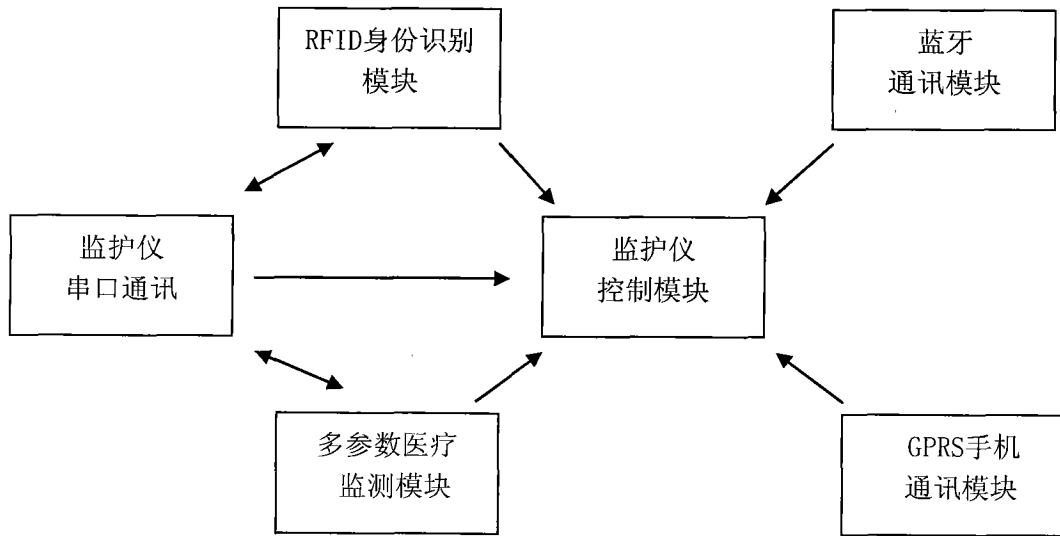 RFID身份识别
模块
蓝牙
通讯模块
监护仪
串口通讯
监护仪
控制模块
多参数医疗
监测模块
GPRS手机
通讯模块